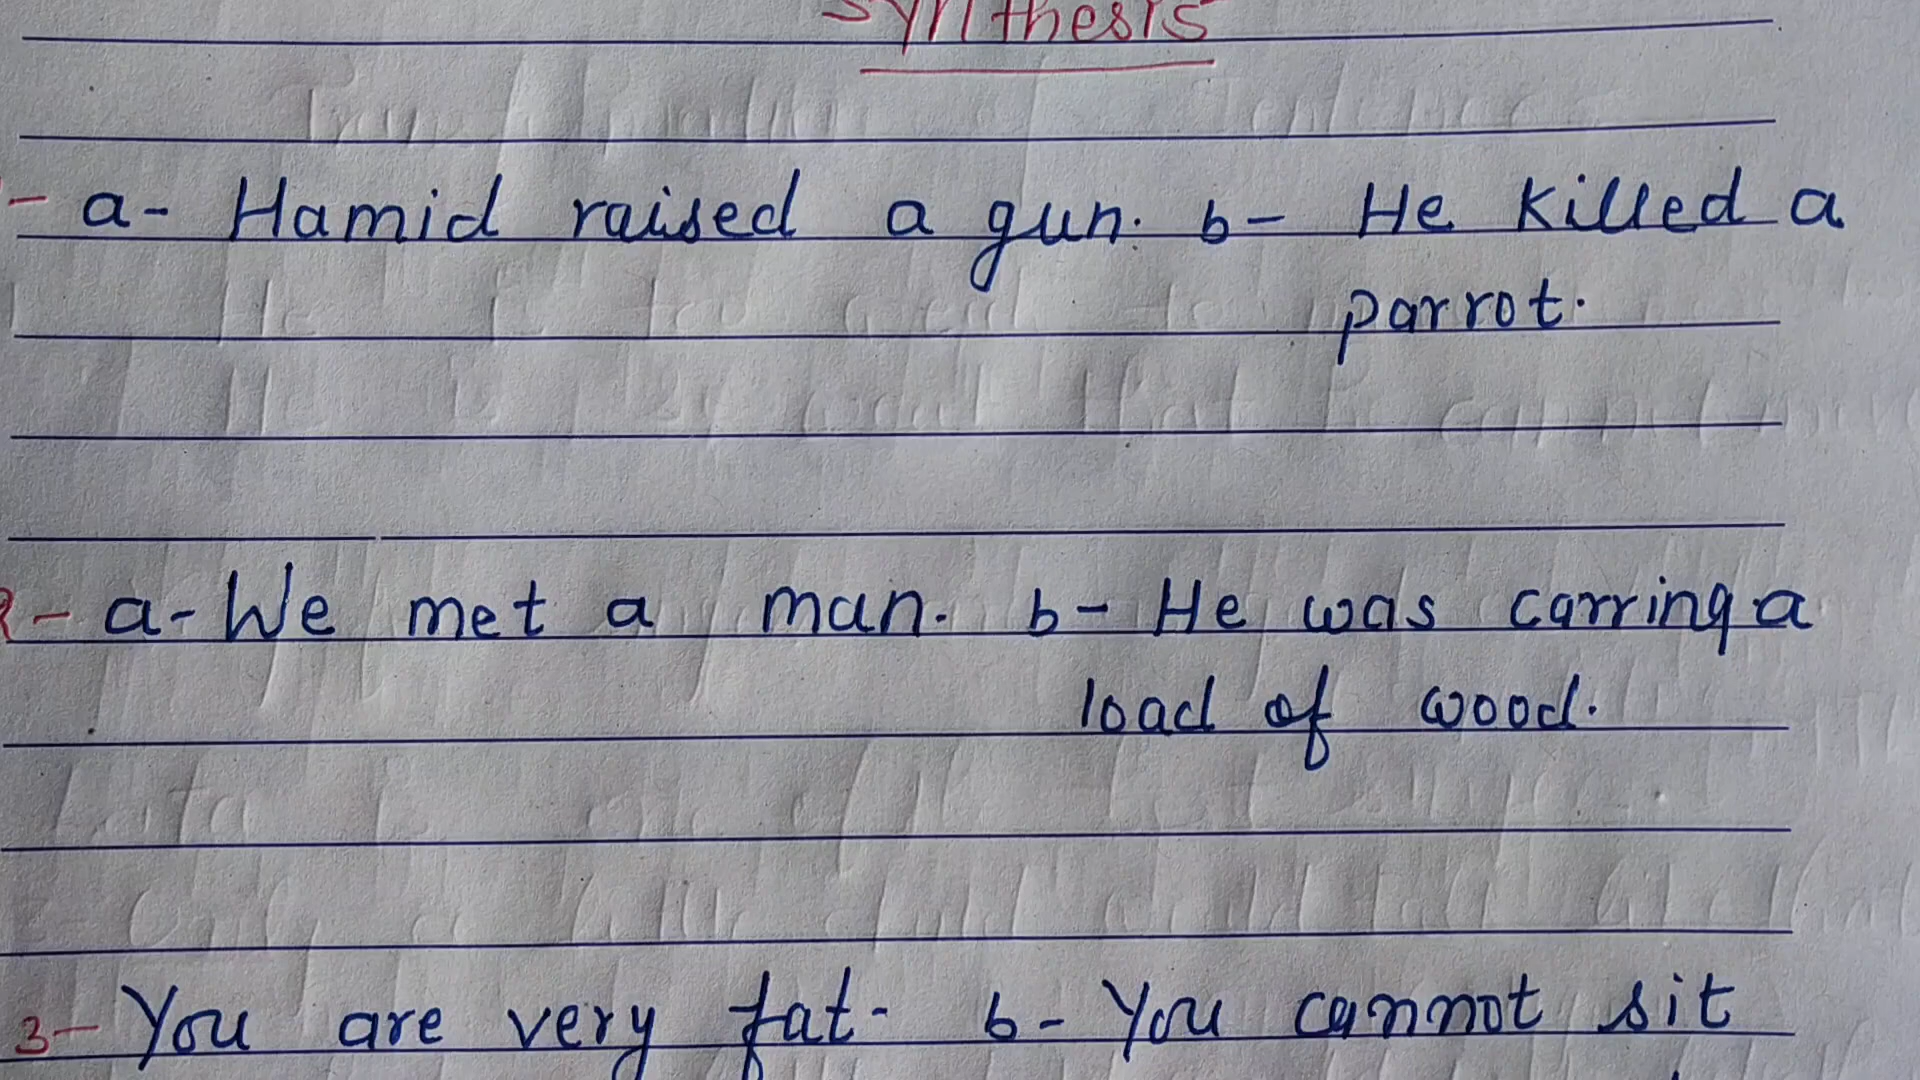 Synthesis
- a- Hamid raised a gun. b- He killed a
parrot.
2- a- We met a man. b- He was carring a
load of wood.
3- You are very fat- b- You cannot sit